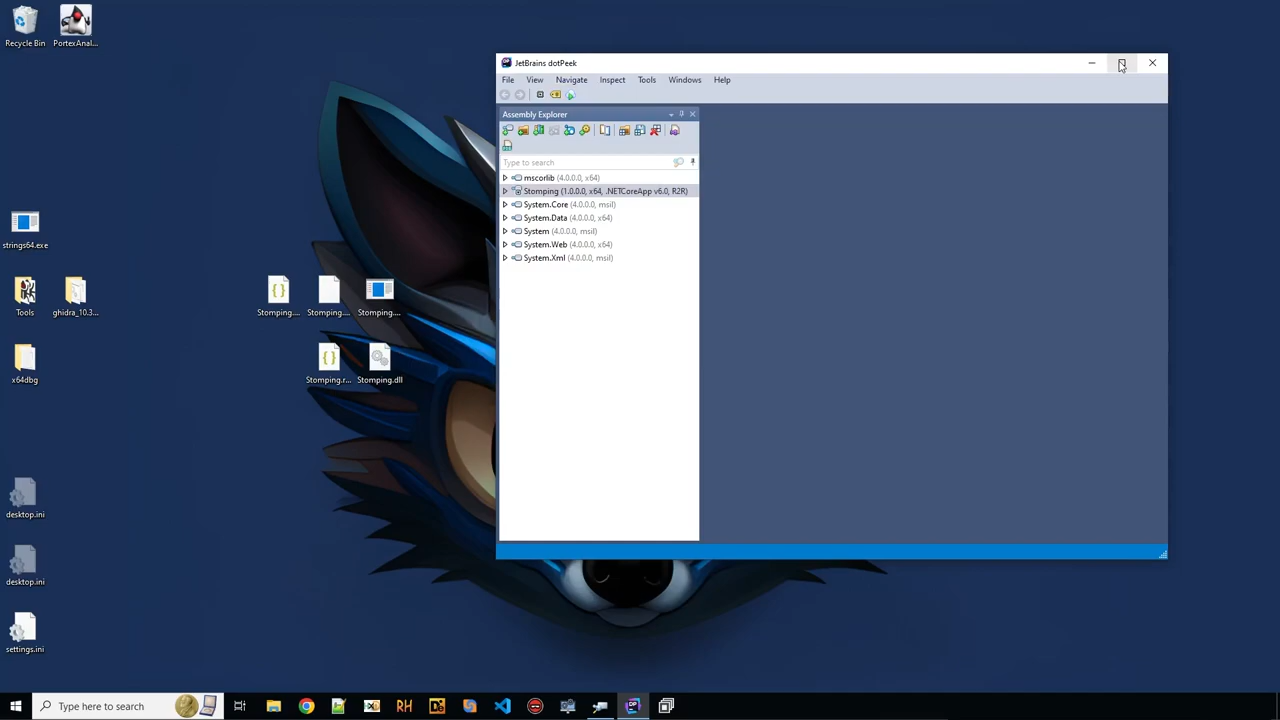 Recycle Bin
PortexAnal...
strigs64.exe
Tools
ghidra_10.3...
x64dbg
desktop.ini
desktop.ini
settings.ini
Stomping....
Stomping....
Stomping....
Stomping.r...
Stomping.dll
JetBrains dotPeek
File View Navigate Inspect Tools Windows Help
Assembly Explorer
Type to search
mscorlib (4.0.0.0, x64)
Stomping (1.0.0.0, x64, .NETCoreApp v6.0, R2R)
System.Core (4.0.0.0, msil)
System.Data (4.0.0.0, x64)
System (4.0.0.0, msil)
System.Web (4.0.0.0, x64)
System.Xml (4.0.0.0, msil)
Type here to search
RH
DP